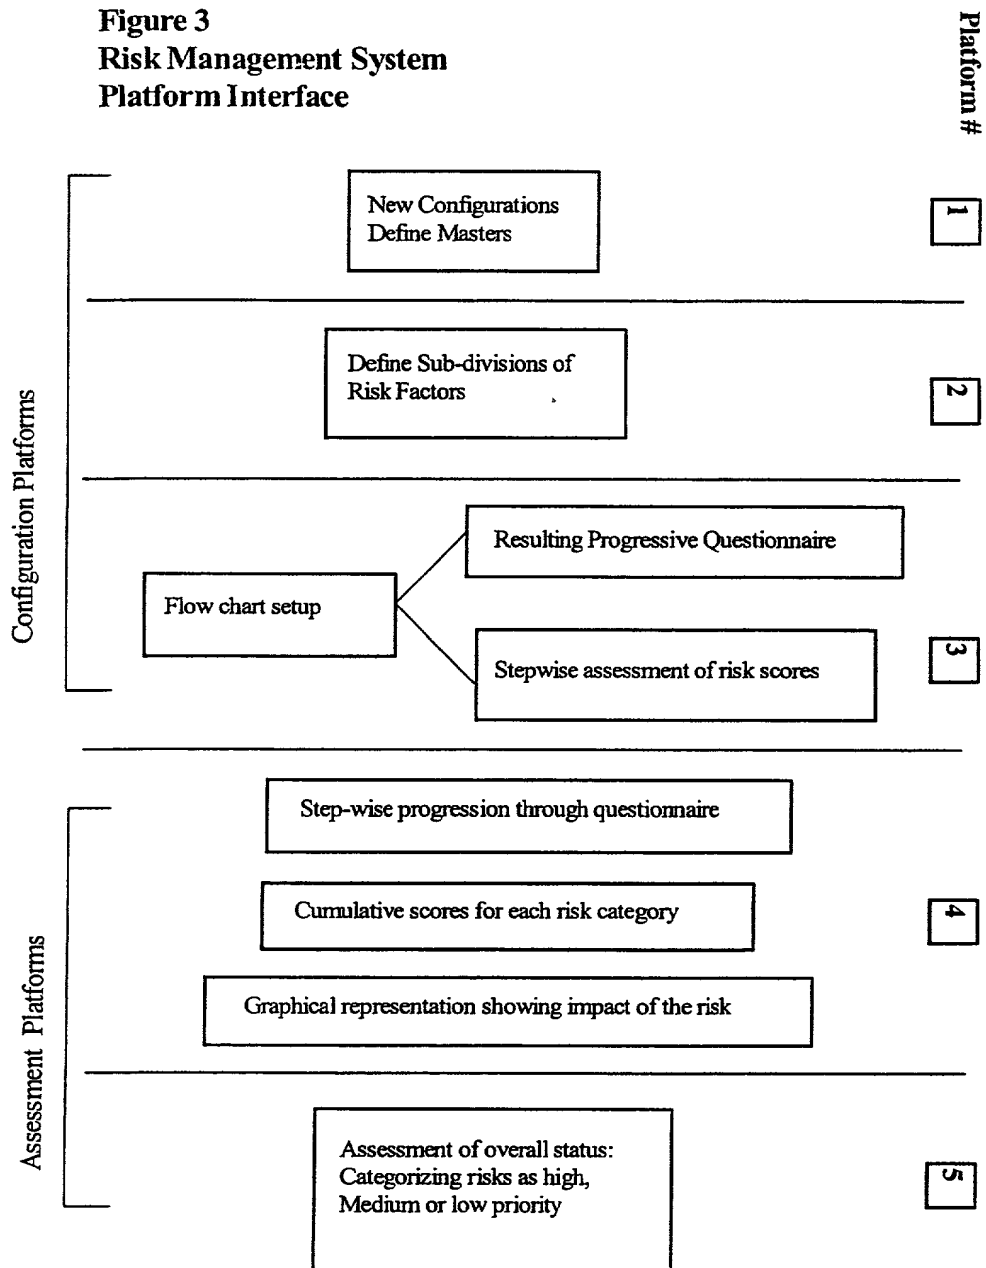 Figure 3
Risk Management System
Platform Interface
Platform #
New Configurations
Define Masters
1
Define Sub-divisions of
Risk Factors
2
Configuration Platforms
Resulting Progressive Questionnaire
Flow chart setup
Stepwise assessment of risk scores
3
Step-wise progression through questionnaire
Cumulative scores for each risk category
4
Graphical representation showing impact of the risk
Assessment Platforms
Assessment of overall status:
Categorizing risks as high,
Medium or low priority
5